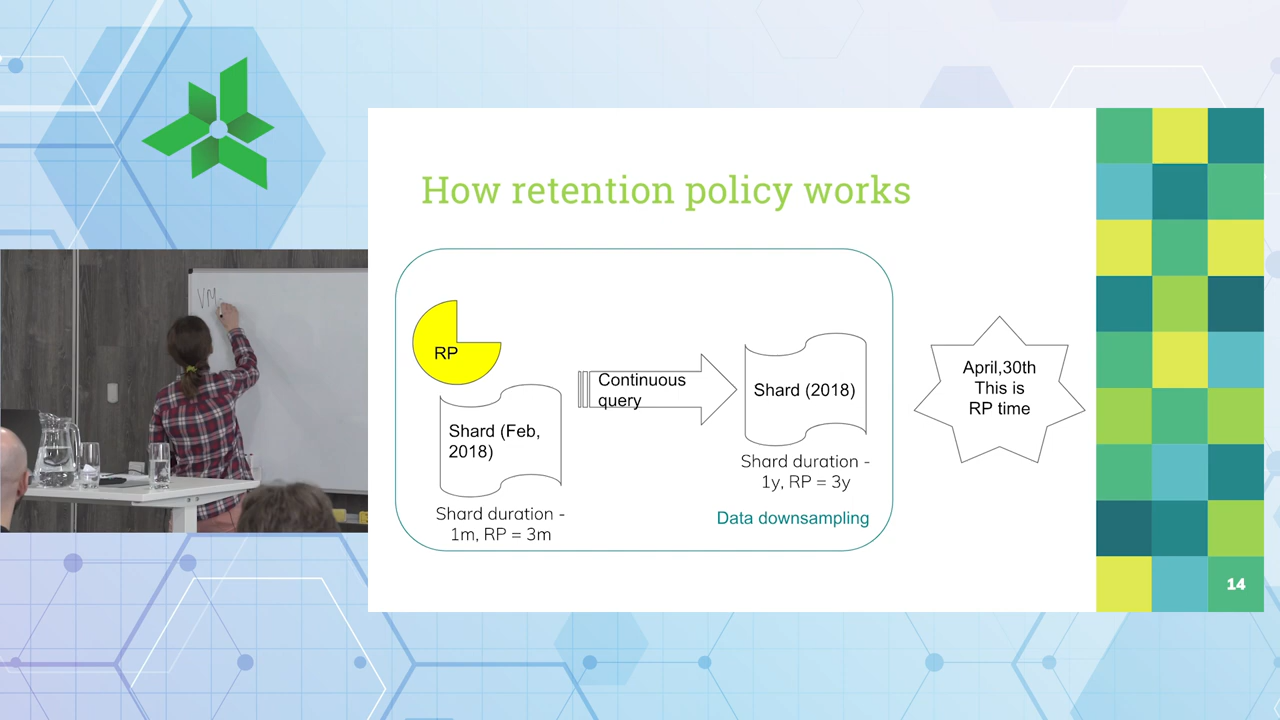 How retention policy works
VM
RP
Shard (Feb,
2018)
Shard duration -
1m, RP = 3m
Continuous
query
Shard (2018)
Shard duration -
1y, RP = 3y
Data downsampling
April,30th
This is
RP time
14